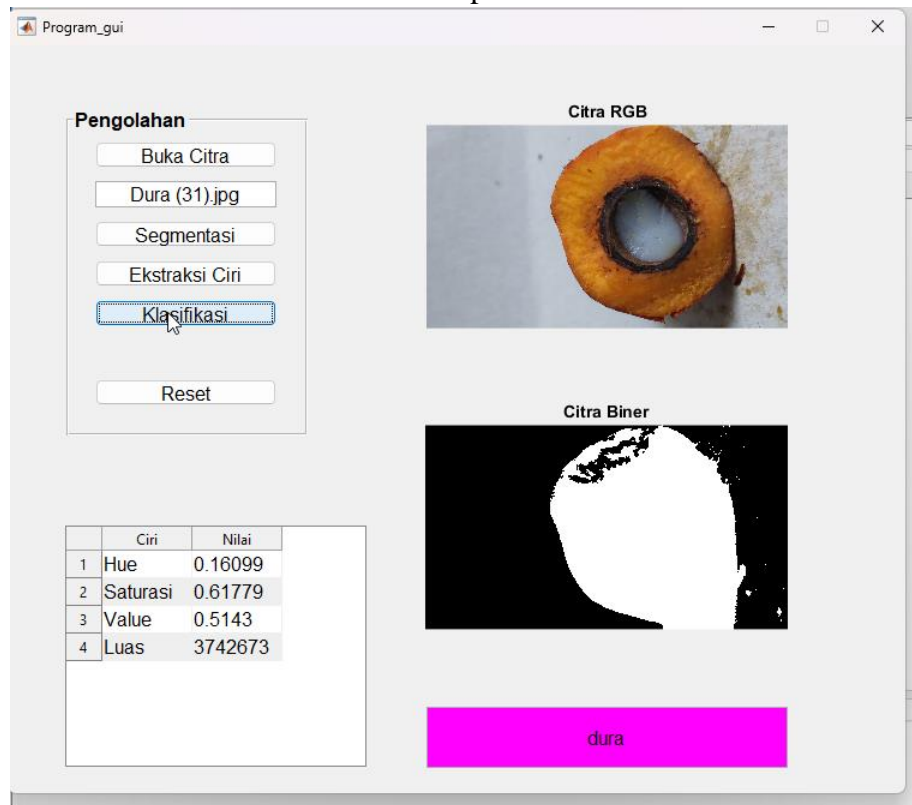 Program_gui
Pengolahan
Buka Citra
Dura (31).jpg
Segmentasi
Ekstraksi Ciri
Klasifikasi
Reset
Citra RGB
Citra Biner
Ciri Nilai
1 Hue 0.16099
2 Saturasi 0.61779
3 Value 0.5143
4 Luas 3742673
dura